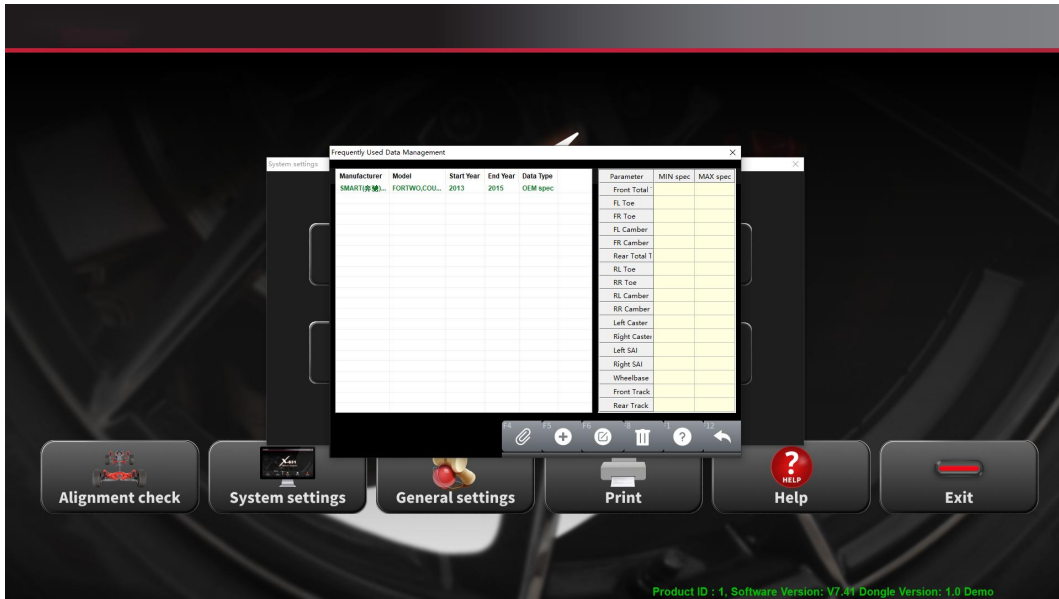 Frequently Used Data Management
System settings
Manufacturer Model Start Year End Year Data Type
SMART(奔驰)... FORTWO,COU... 2013 2015 OEM spec
Parameter MIN spec MAX spec
Front Total
FL Toe
FR Toe
FL Camber
FR Camber
Rear Total T
RL Toe
RR Toe
RL Camber
RR Camber
Left Caster
Right Caster
Left SAI
Right SAI
Wheelbase
Front Track
Rear Track
F4 F5 F6
Alignment check
System settings
General settings
Print
HELP
Help
Exit
Product ID : 1, Software Version: V7.41 Dongle Version: 1.0 Demo